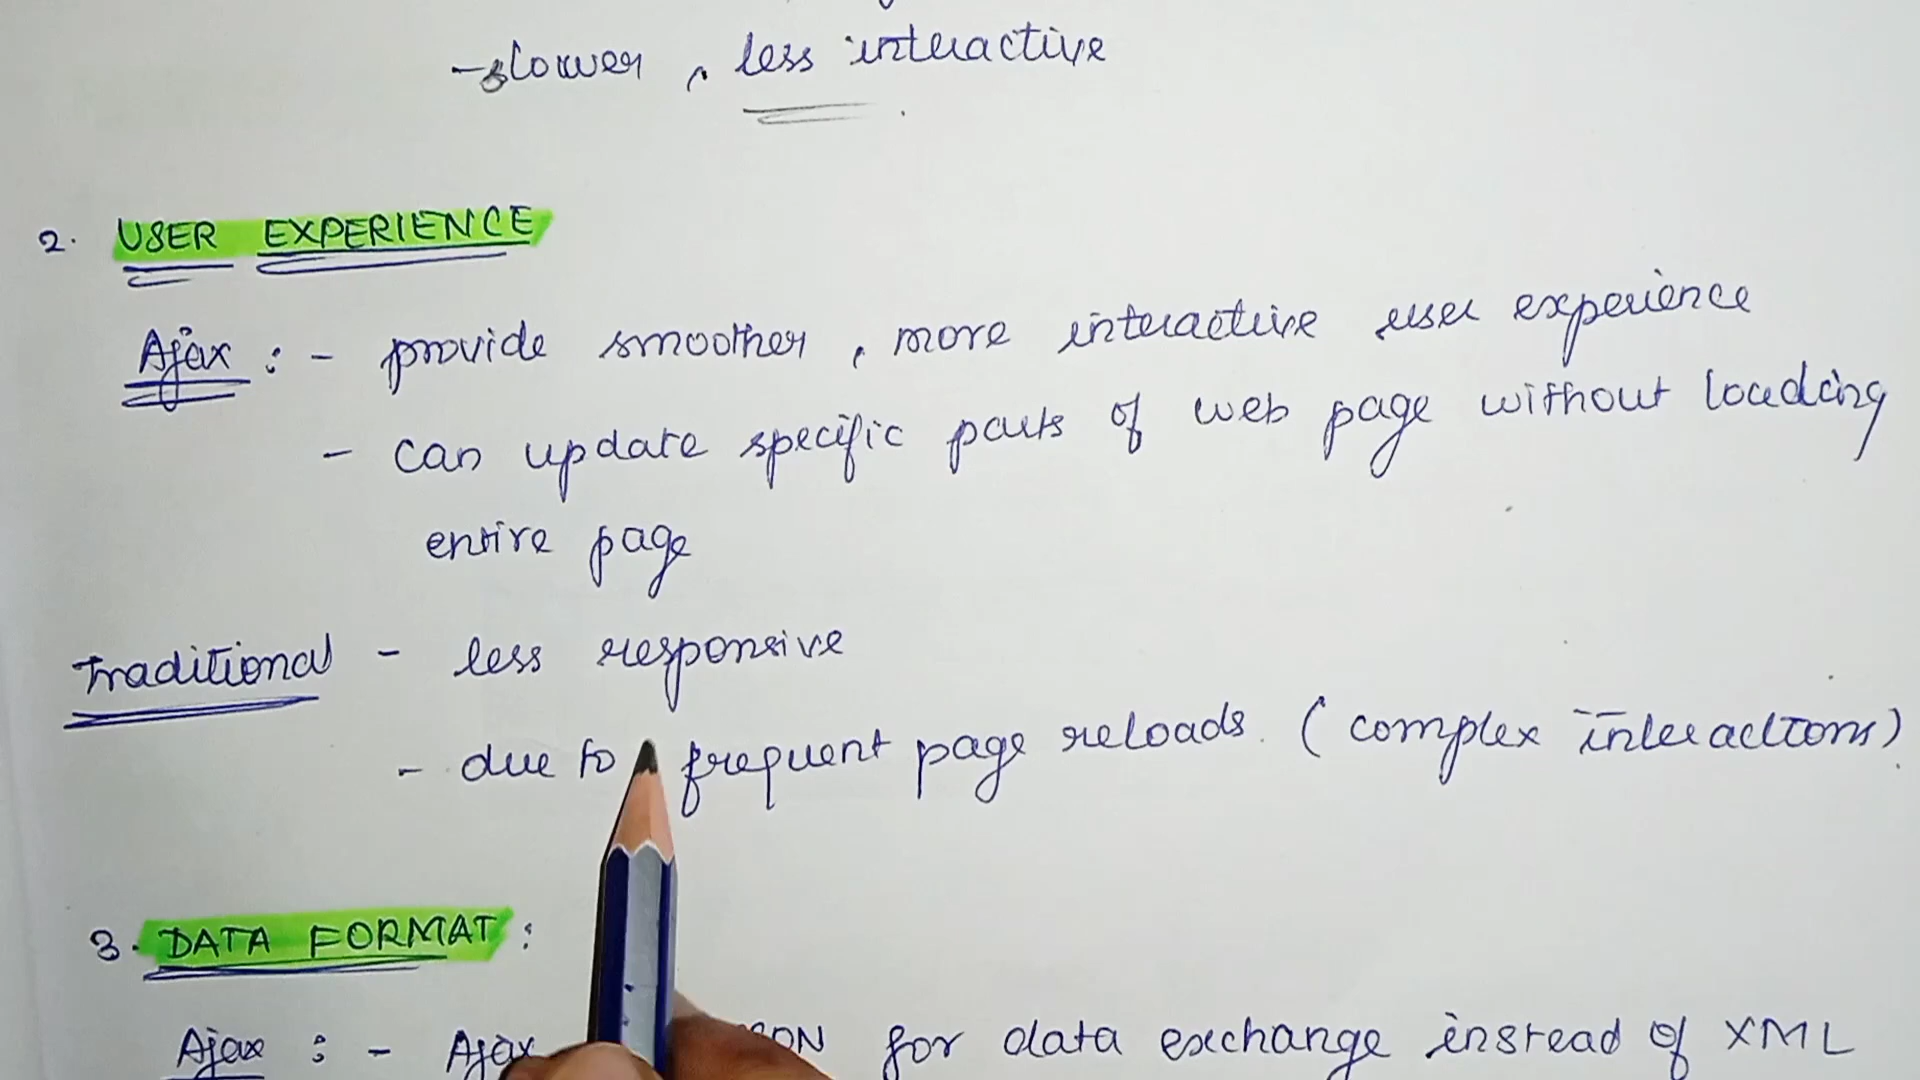 - slower, less interactive
2. USER EXPERIENCE
Ajax : - provide smoother, more interactive user experience
- can update specific parts of web page without loading
entire page
Traditional - less responsive
- due to frequent page reloads. (complex interactions)
3. DATA FORMAT :
Ajax : - Ajax for data exchange instead of XML